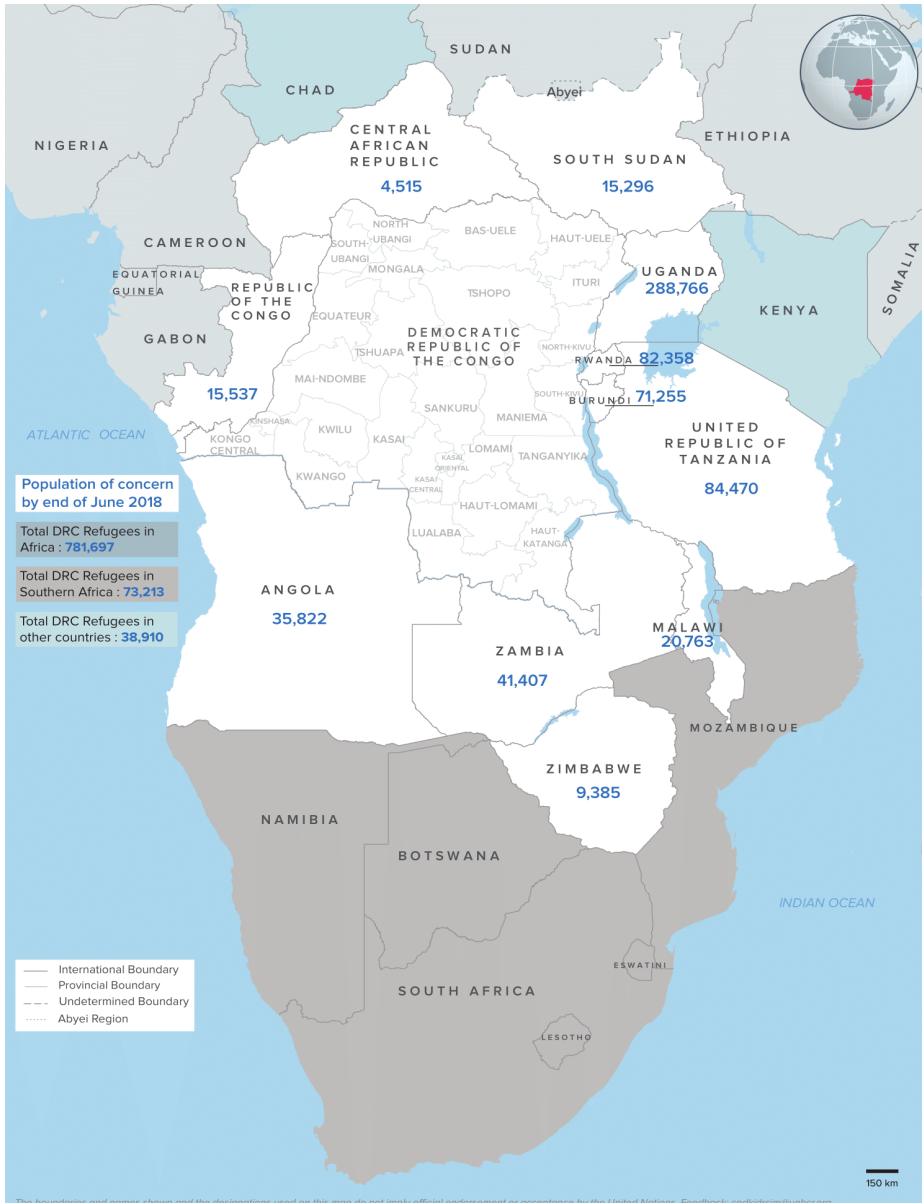 SUDAN
CHAD
Abyei
NIGERIA
CENTRAL
AFRICAN
REPUBLIC
4,515
ETHIOPIA
SOUTH SUDAN
15,296
CAMEROON
NORTH
UBANGI
SOUTH-
UBANGI
BAS-UELE
HAUT-UELE
MONGALA
EQUATORIAL
GUINEA
REPUBLIC
OF THE
CONGO
UGANDA
288,766
ITURI
TSHOPO
SOMALIA
KENYA
EQUATEUR
GABON
DEMOCRATIC
REPUBLIC
OF THE CONGO
TSHUAPA
NORTH-KIVU
RWANDA
82,358
MAI-NDOMBE
15,537
SOUTH-KIVU
BURUNDI
71,255
SANKURU
MANIEMA
KINSHASA
KWILU
KASAI
KONGO
CENTRAL
UNITED
REPUBLIC OF
TANZANIA
84,470
ATLANTIC OCEAN
LOMAMI
KASAI
ORIENTAL
TANGANYIKA
KWANGO
KASAI
CENTRAL
Population of concern
by end of June 2018
HAUT-LOMAMI
LUALABA
HAUT-
KATANGA
Total DRC Refugees in
Africa : 781,697
Total DRC Refugees in
Southern Africa : 73,213
Total DRC Refugees in
other countries : 38,910
ANGOLA
35,822
MALAWI
20,763
ZAMBIA
41,407
MOZAMBIQUE
ZIMBABWE
9,385
NAMIBIA
BOTSWANA
INDIAN OCEAN
International Boundary
Provincial Boundary
Undetermined Boundary
Abyei Region
ESWATINI
SOUTH AFRICA
LESOTHO
150 km